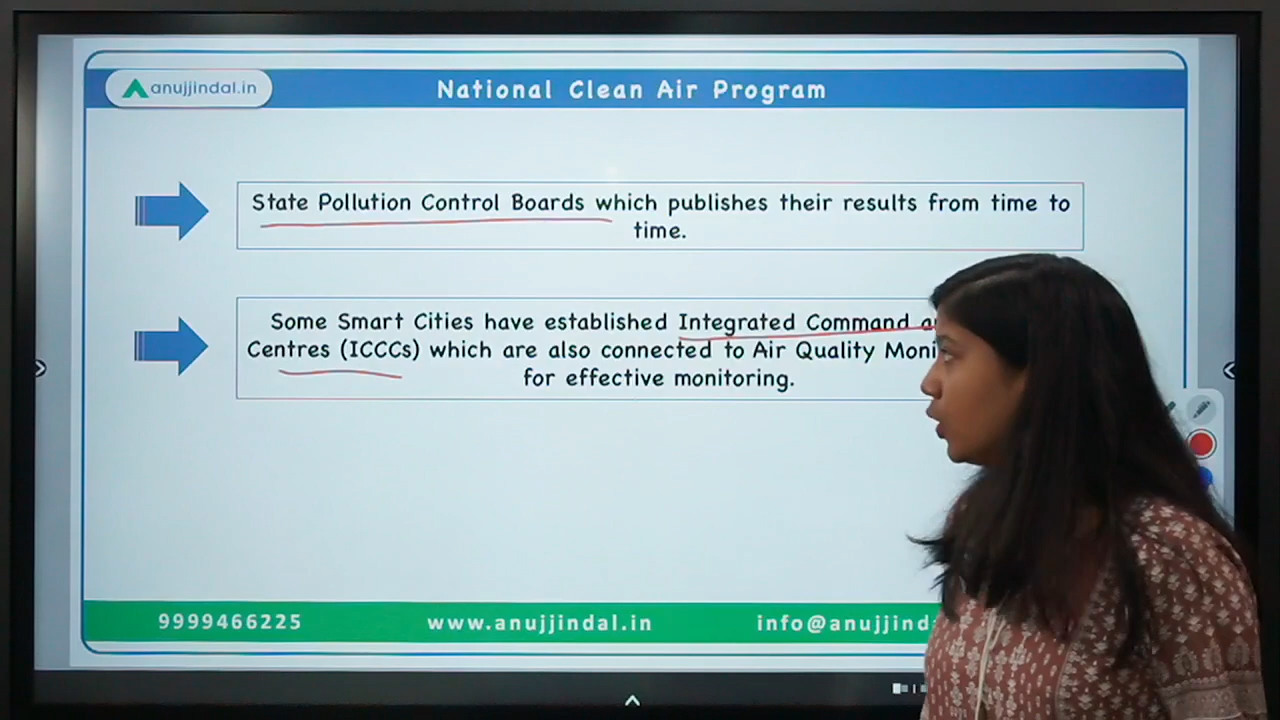 anujjindal.in
National Clean Air Program
State Pollution Control Boards which publishes their results from time to
time.
Some Smart Cities have established Integrated Command
Centres (ICCCs) which are also connected to Air Quality
for effective monitoring.
9999466225
www.anujjindal.in